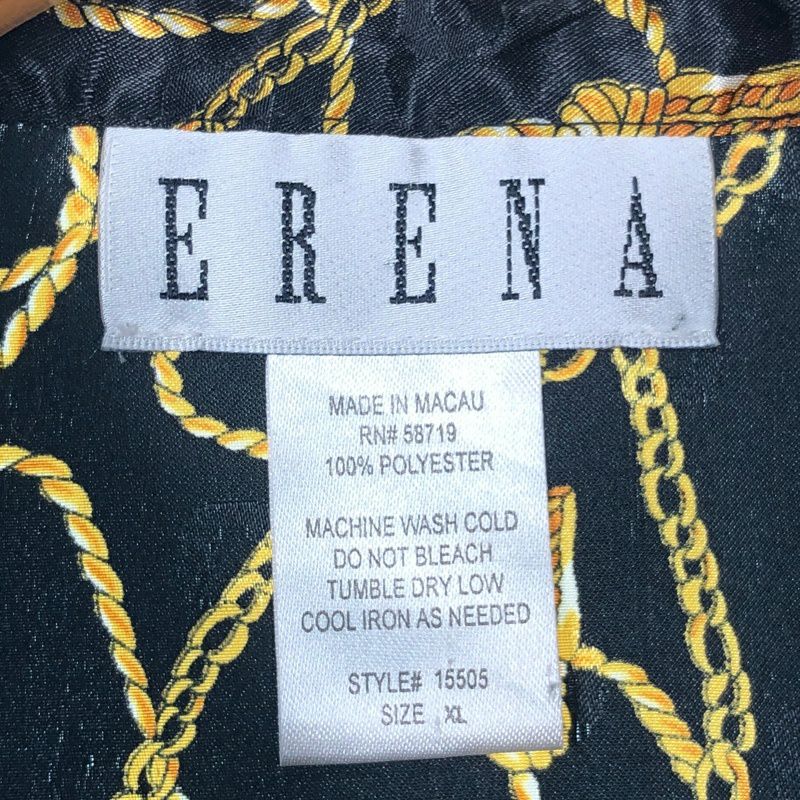 ERENA
MADE IN MACAU
RN# 58719
100% POLYESTER
MACHINE WASH COLD
DO NOT BLEACH
TUMBLE DRY LOW
COOL IRON AS NEEDED
STYLE# 15505
SIZE XL